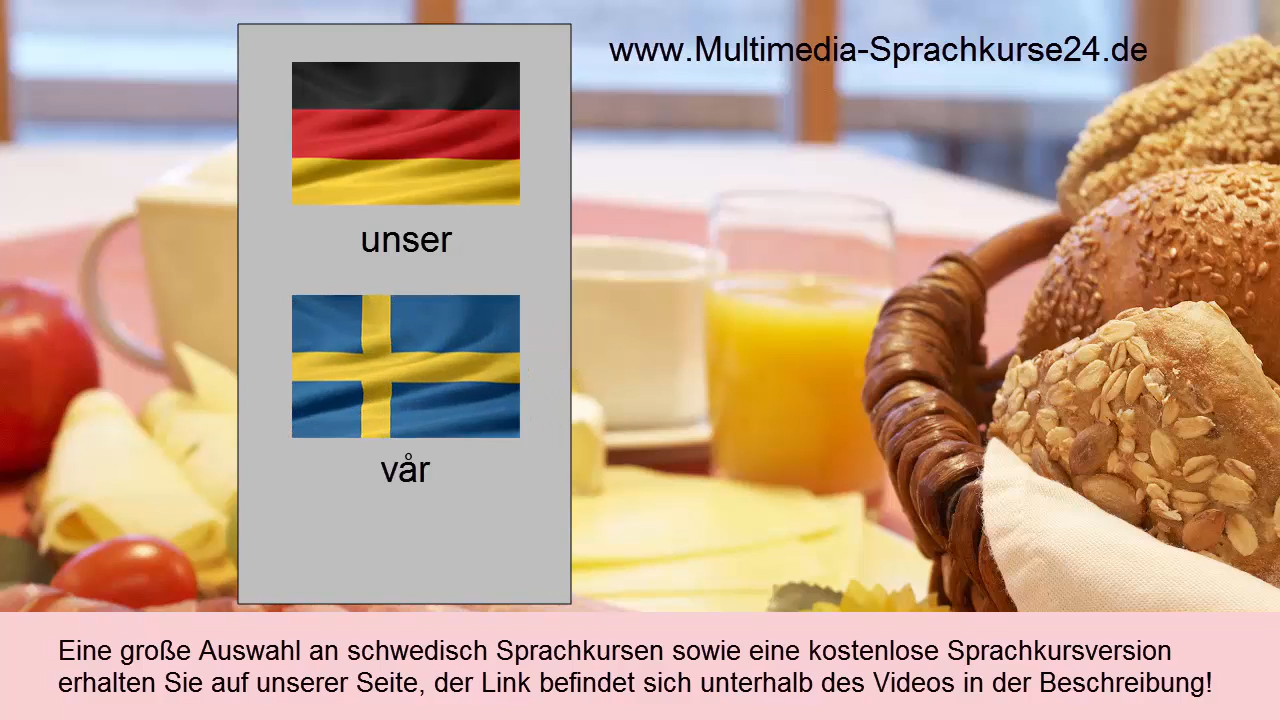 www.Multimedia-Sprachkurse24.de
unser
vår
Eine große Auswahl an schwedisch Sprachkursen sowie eine kostenlose Sprachkursversion
erhalten Sie auf unserer Seite, der Link befindet sich unterhalb des Videos in der Beschreibung!